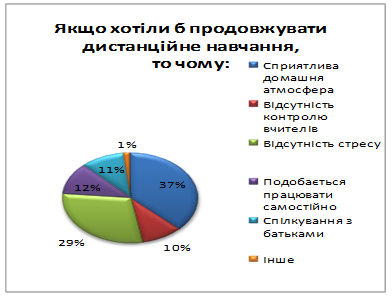 Якщо хотіли б продовжувати
дистанційне навчання,
то чому:
Сприятлива
домашня
атмосфера
Відсутність
контролю
вчителів
Відсутність стресу
Подобається
працювати
самостійно
Спілкування з
батьками
Інше
1%
11%
12%
37%
29%
10%